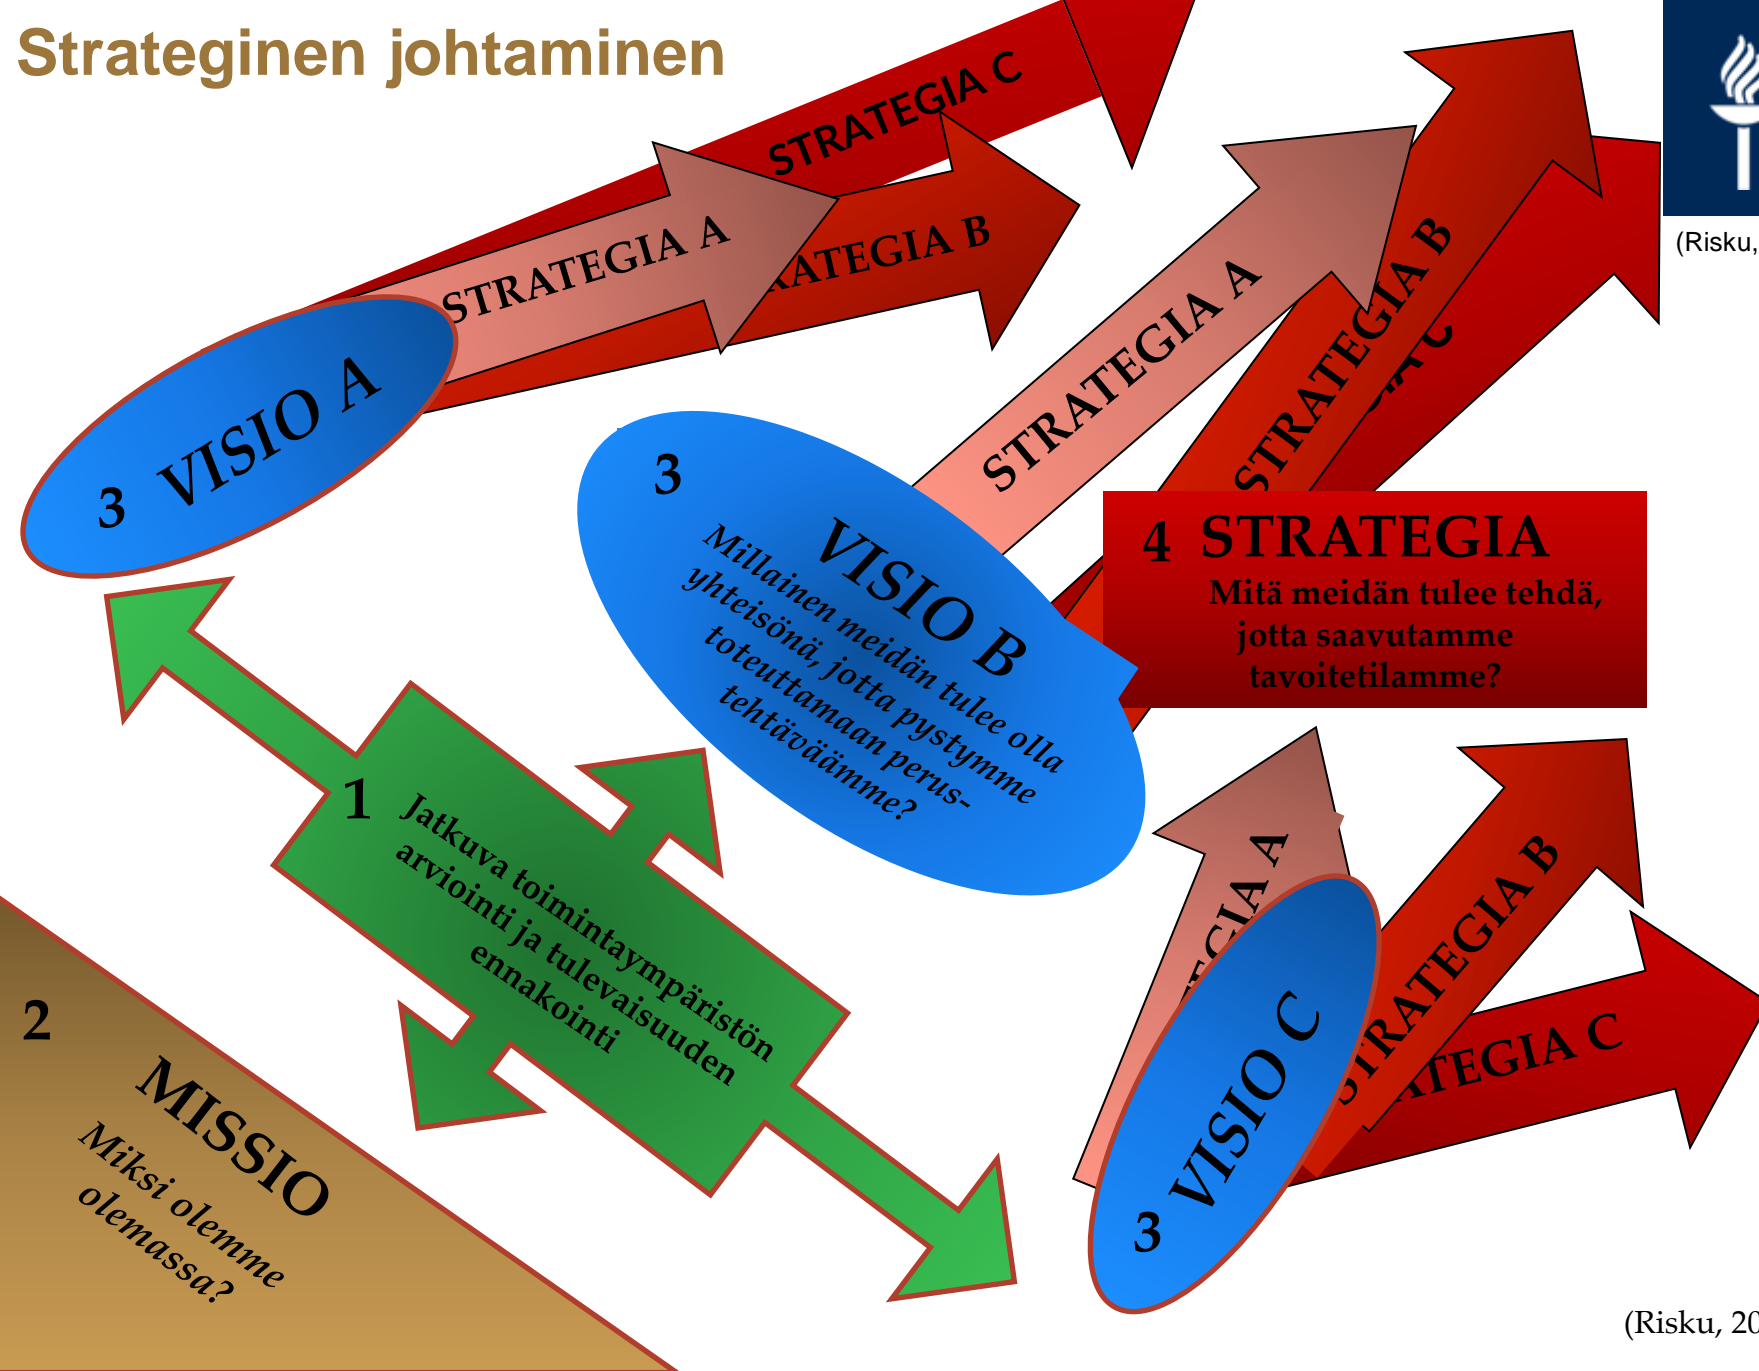 Strateginen johtaminen
STRATEGIA C
STRATEGIA A
STRATEGIA B
(Risku,
3 VISIO A
STRATEGIA A
STRATEGIA B
C
3
VISIO B
Millainen meidän tulee olla
yhteisönä, jotta pystymme
toteuttamaan perus-
tehtäväämme?
4 STRATEGIA
Mitä meidän tulee tehdä,
jotta saavutamme
tavoitetilamme?
1
Jatkuva toimintaympäristön
arviointi ja tulevaisuuden
ennakointi
2
MISSIO
Miksi olemme
olemassa?
EGIA A
STRATEGIA B
ATEGIA C
3 VISIO C
(Risku, 20